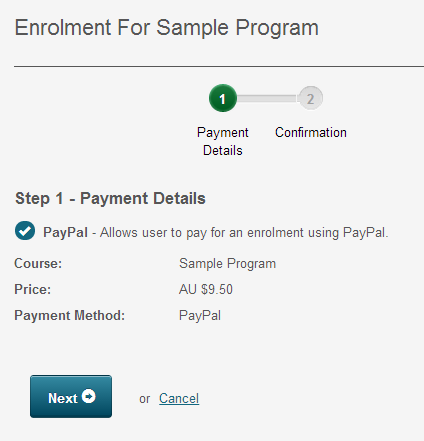 Enrolment For Sample Program
1 2
Payment Confirmation
Details
Step 1 - Payment Details
PayPal - Allows user to pay for an enrolment using PayPal.
Course: Sample Program
Price: AU $9.50
Payment Method: PayPal
Next or Cancel